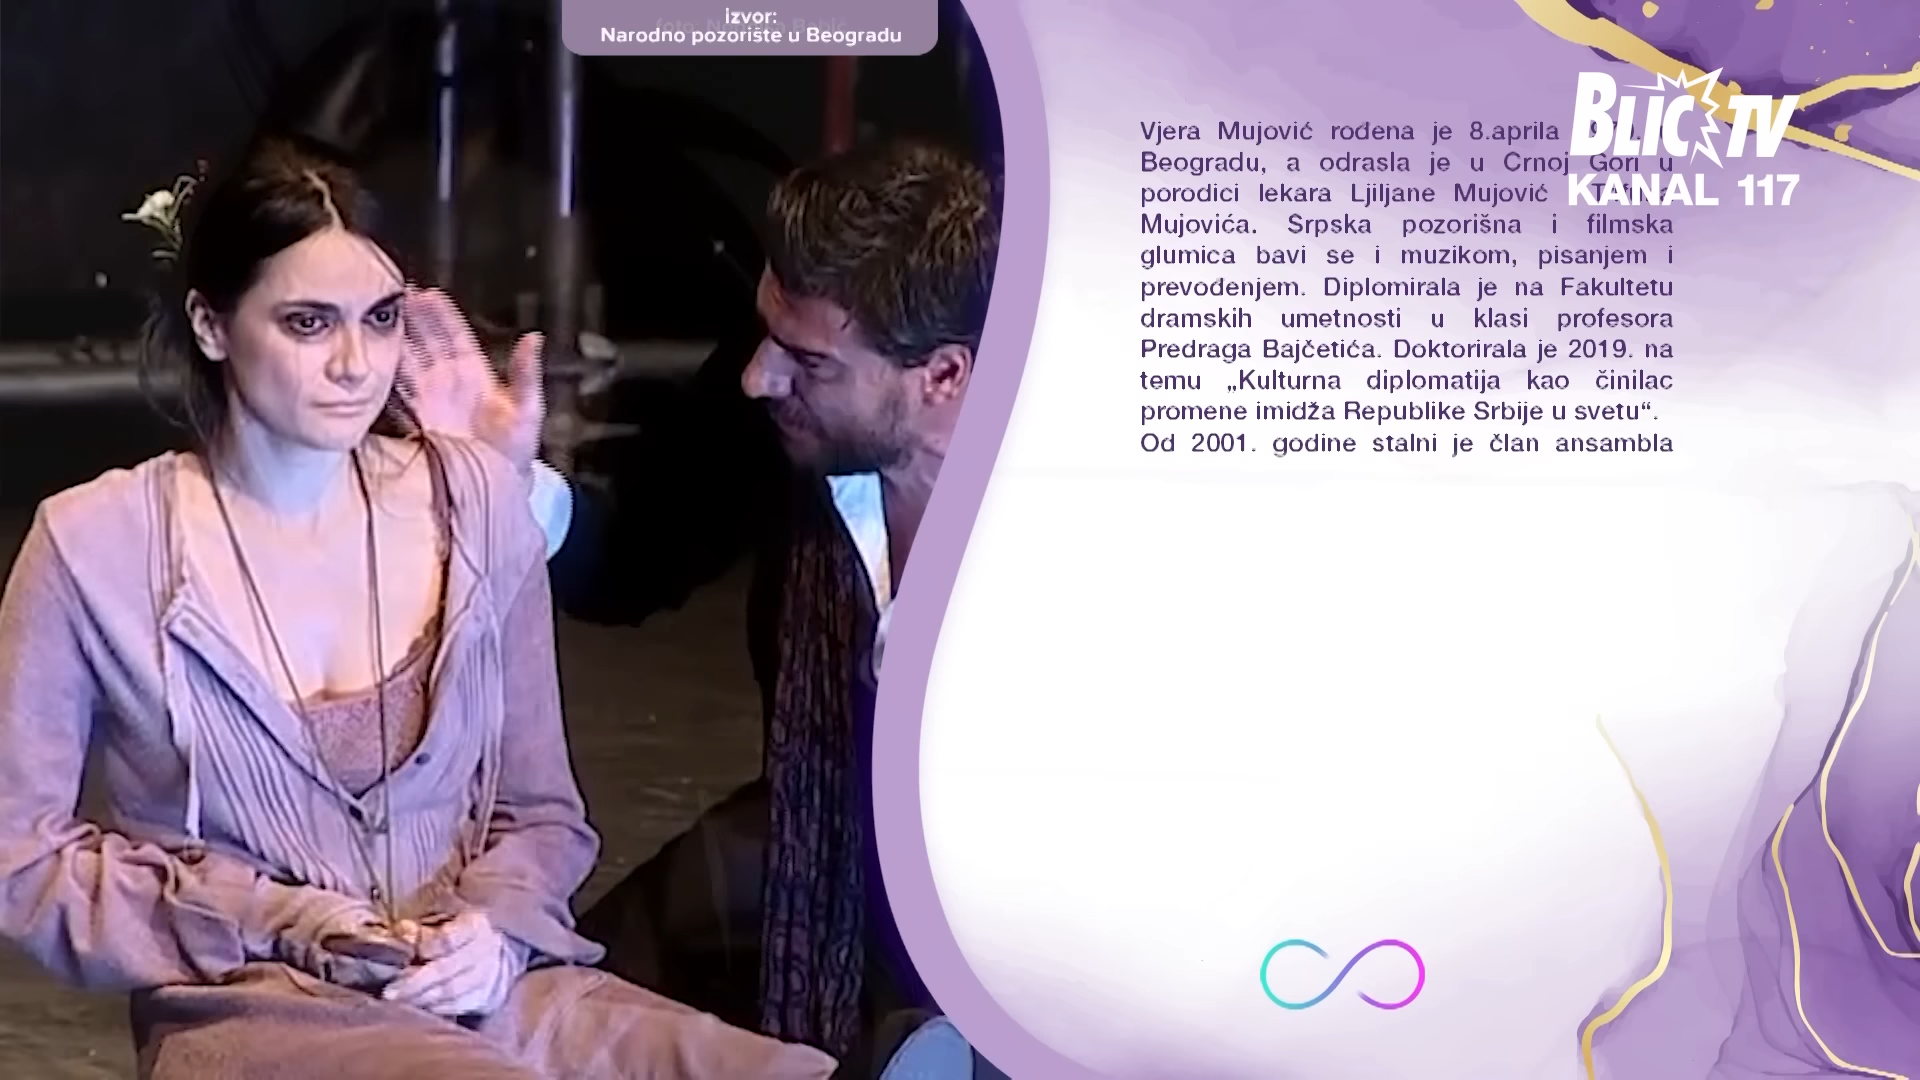 izvor:
Narodno pozorište u Beogradu
BLIC TV
KANAL 117
Vjera Mujović rođena je 8.aprila
Beogradu, a odrasla je u Crnoj Gori u
porodici lekara Ljiljane Mujović
Mujovića. Srpska pozorišna i filmska
glumica bavi se i muzikom, pisanjem i
prevođenjem. Diplomirala je na Fakultetu
dramskih umetnosti u klasi profesora
Predraga Bajčetića. Doktorirala je 2019. na
temu „Kulturna diplomatija kao činilac
promene imidža Republike Srbije u svetu“.
Od 2001. godine stalni je član ansambla